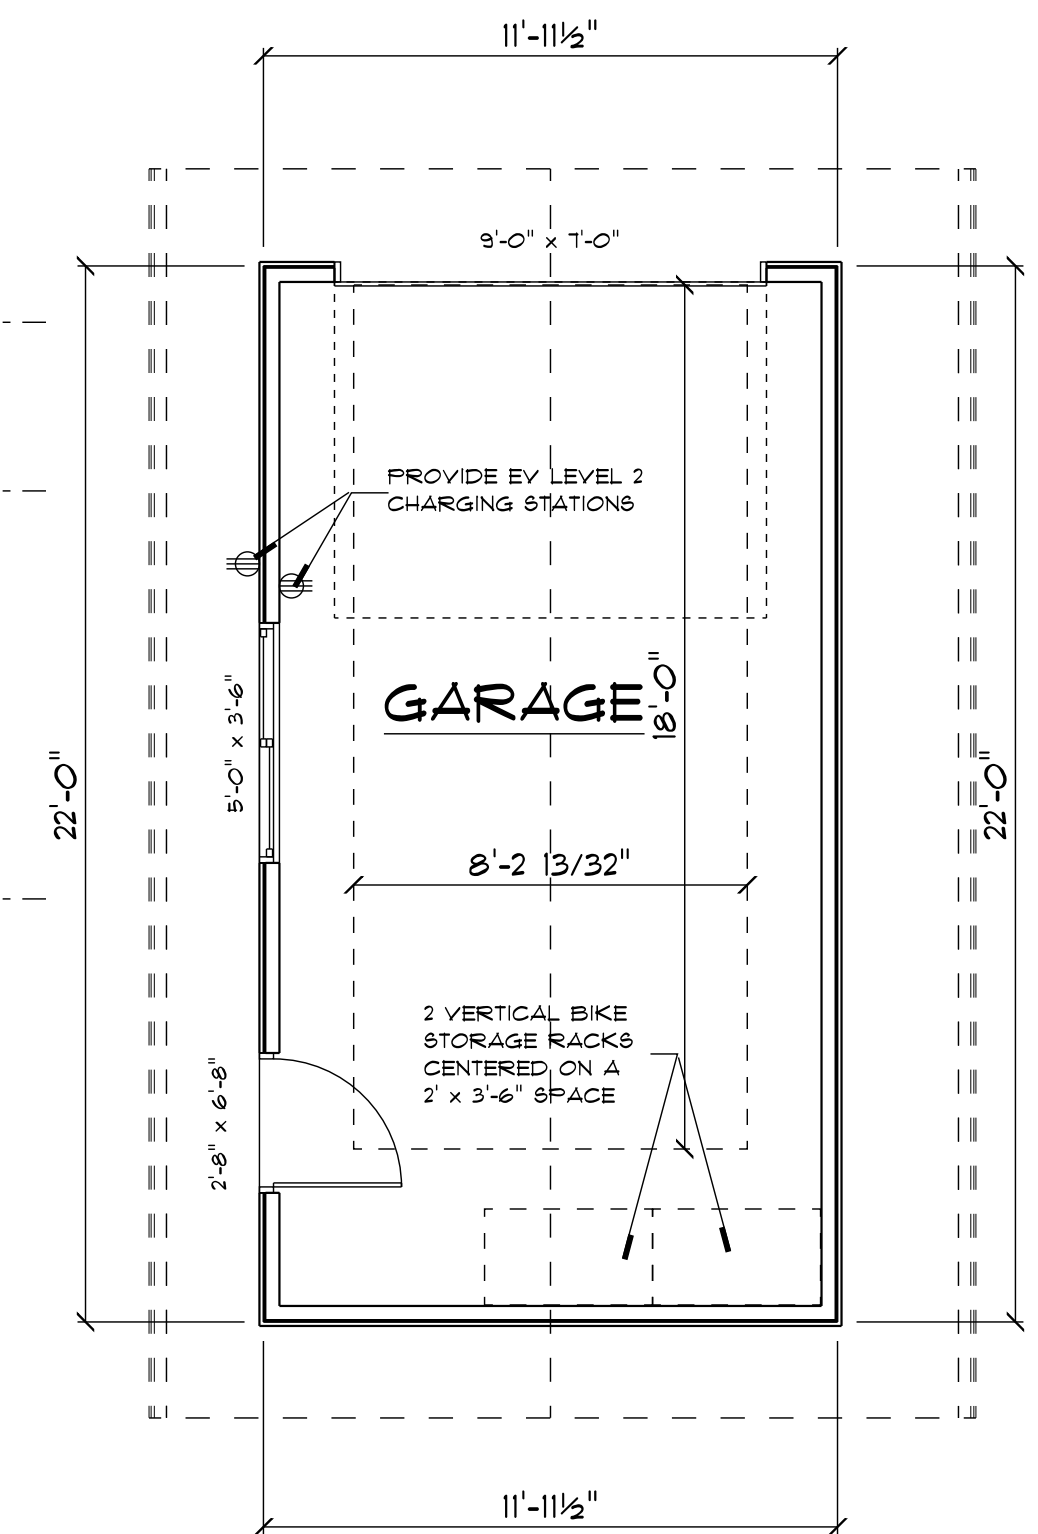 11'-11½"
9'-0" x 7'-0"
PROVIDE EV LEVEL 2
CHARGING STATIONS
5'-0" x 3'-6"
GARAGE
18'-0"
22'-0"
22'-0"
8'-2 13/32"
2 VERTICAL BIKE
STORAGE RACKS
CENTERED ON A
2' x 3'-6" SPACE
2'-8" x 6'-8"
11'-11½"